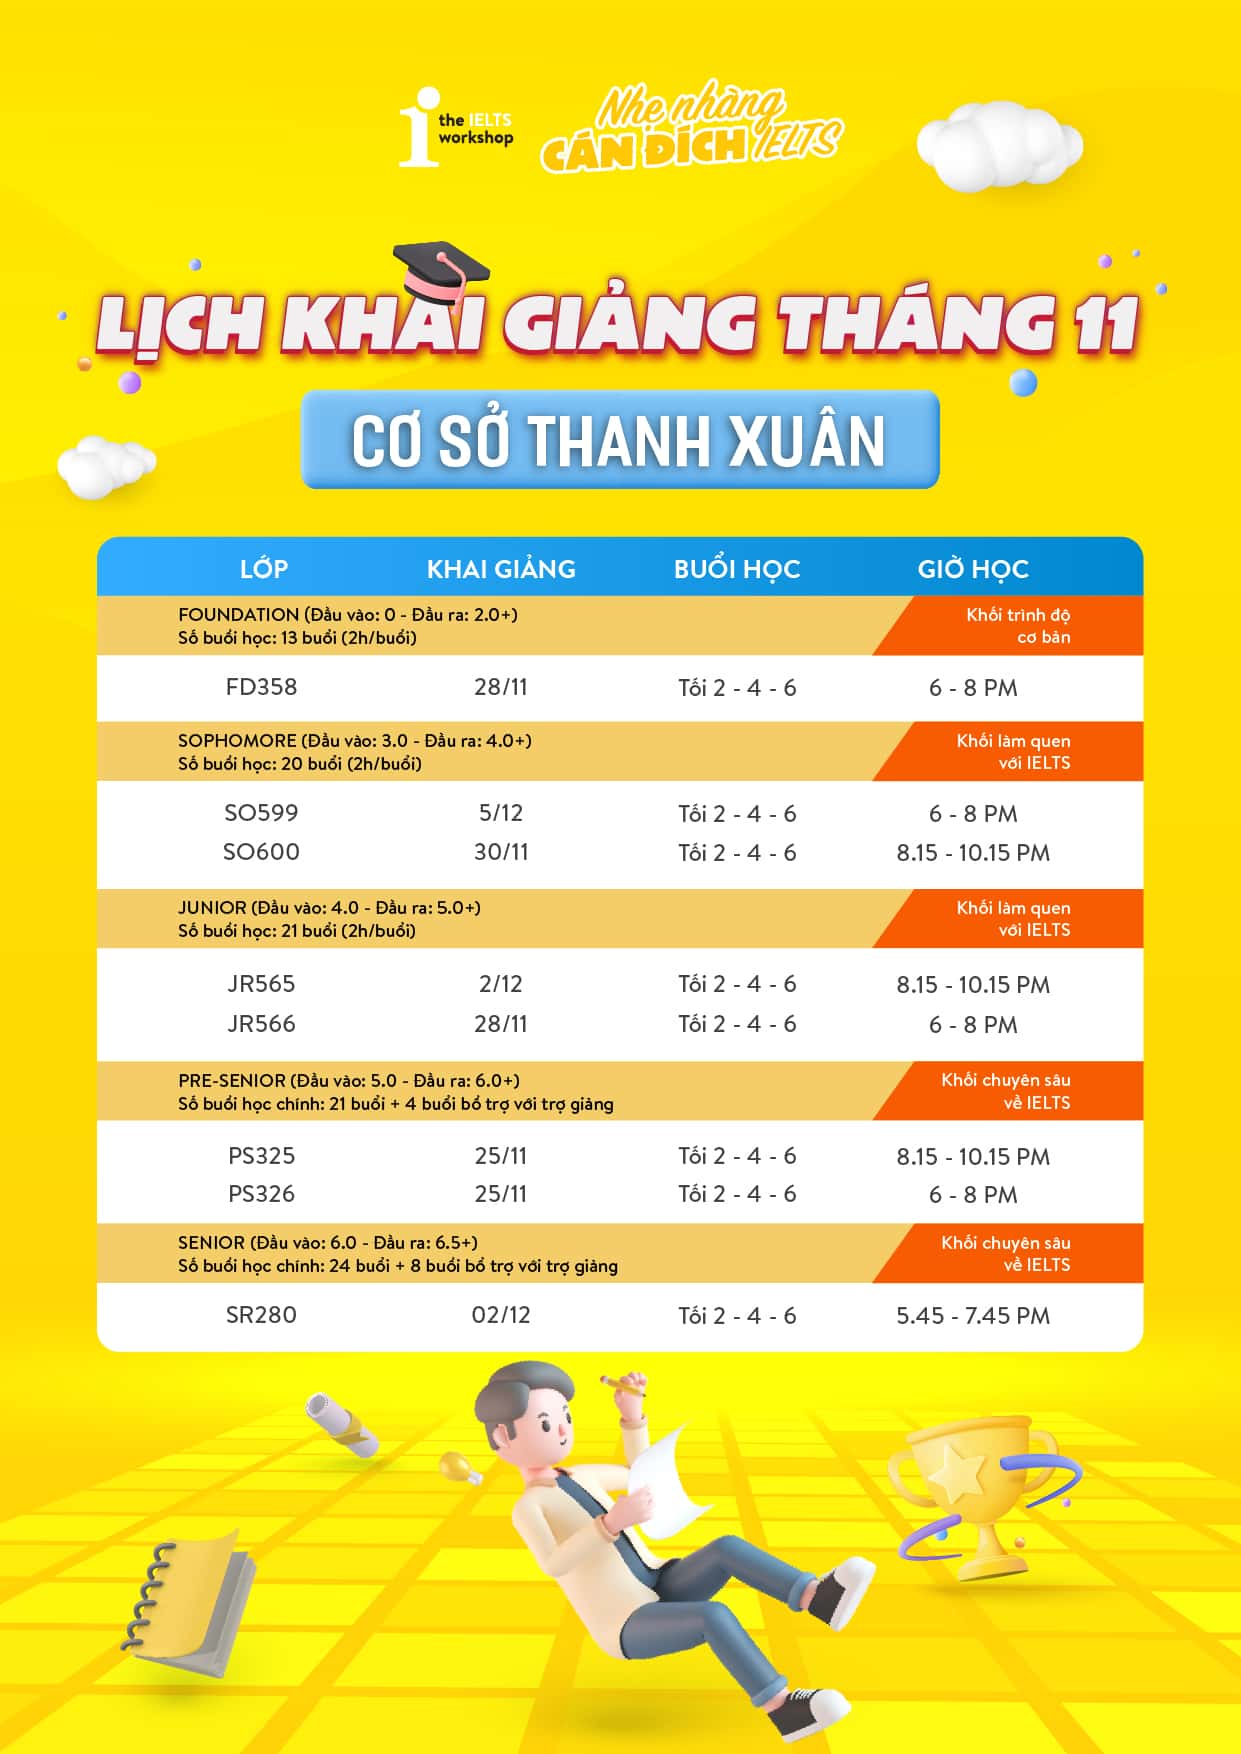 the IELTS
workshop
Nhẹ nhàng
CÁN ĐÍCH IELTS
LỊCH KHAI GIẢNG THÁNG 11
CƠ SỞ THANH XUÂN
LỚP KHAI GIẢNG BUỔI HỌC GIỜ HỌC
FOUNDATION (Đầu vào: 0 - Đầu ra: 2.0+)
Số buổi học: 13 buổi (2h/buổi)
Khối trình độ
cơ bản
FD358 28/11 Tối 2 - 4 - 6 6 - 8 PM
SOPHOMORE (Đầu vào: 3.0 - Đầu ra: 4.0+)
Số buổi học: 20 buổi (2h/buổi)
Khối làm quen
với IELTS
SO599 5/12 Tối 2 - 4 - 6 6 - 8 PM
SO600 30/11 Tối 2 - 4 - 6 8.15 - 10.15 PM
JUNIOR (Đầu vào: 4.0 - Đầu ra: 5.0+)
Số buổi học: 21 buổi (2h/buổi)
Khối làm quen
với IELTS
JR565 2/12 Tối 2 - 4 - 6 8.15 - 10.15 PM
JR566 28/11 Tối 2 - 4 - 6 6 - 8 PM
PRE-SENIOR (Đầu vào: 5.0 - Đầu ra: 6.0+)
Số buổi học chính: 21 buổi + 4 buổi bổ trợ với trợ giảng
Khối chuyên sâu
về IELTS
PS325 25/11 Tối 2 - 4 - 6 8.15 - 10.15 PM
PS326 25/11 Tối 2 - 4 - 6 6 - 8 PM
SENIOR (Đầu vào: 6.0 - Đầu ra: 6.5+)
Số buổi học chính: 24 buổi + 8 buổi bổ trợ với trợ giảng
Khối chuyên sâu
về IELTS
SR280 02/12 Tối 2 - 4 - 6 5.45 - 7.45 PM